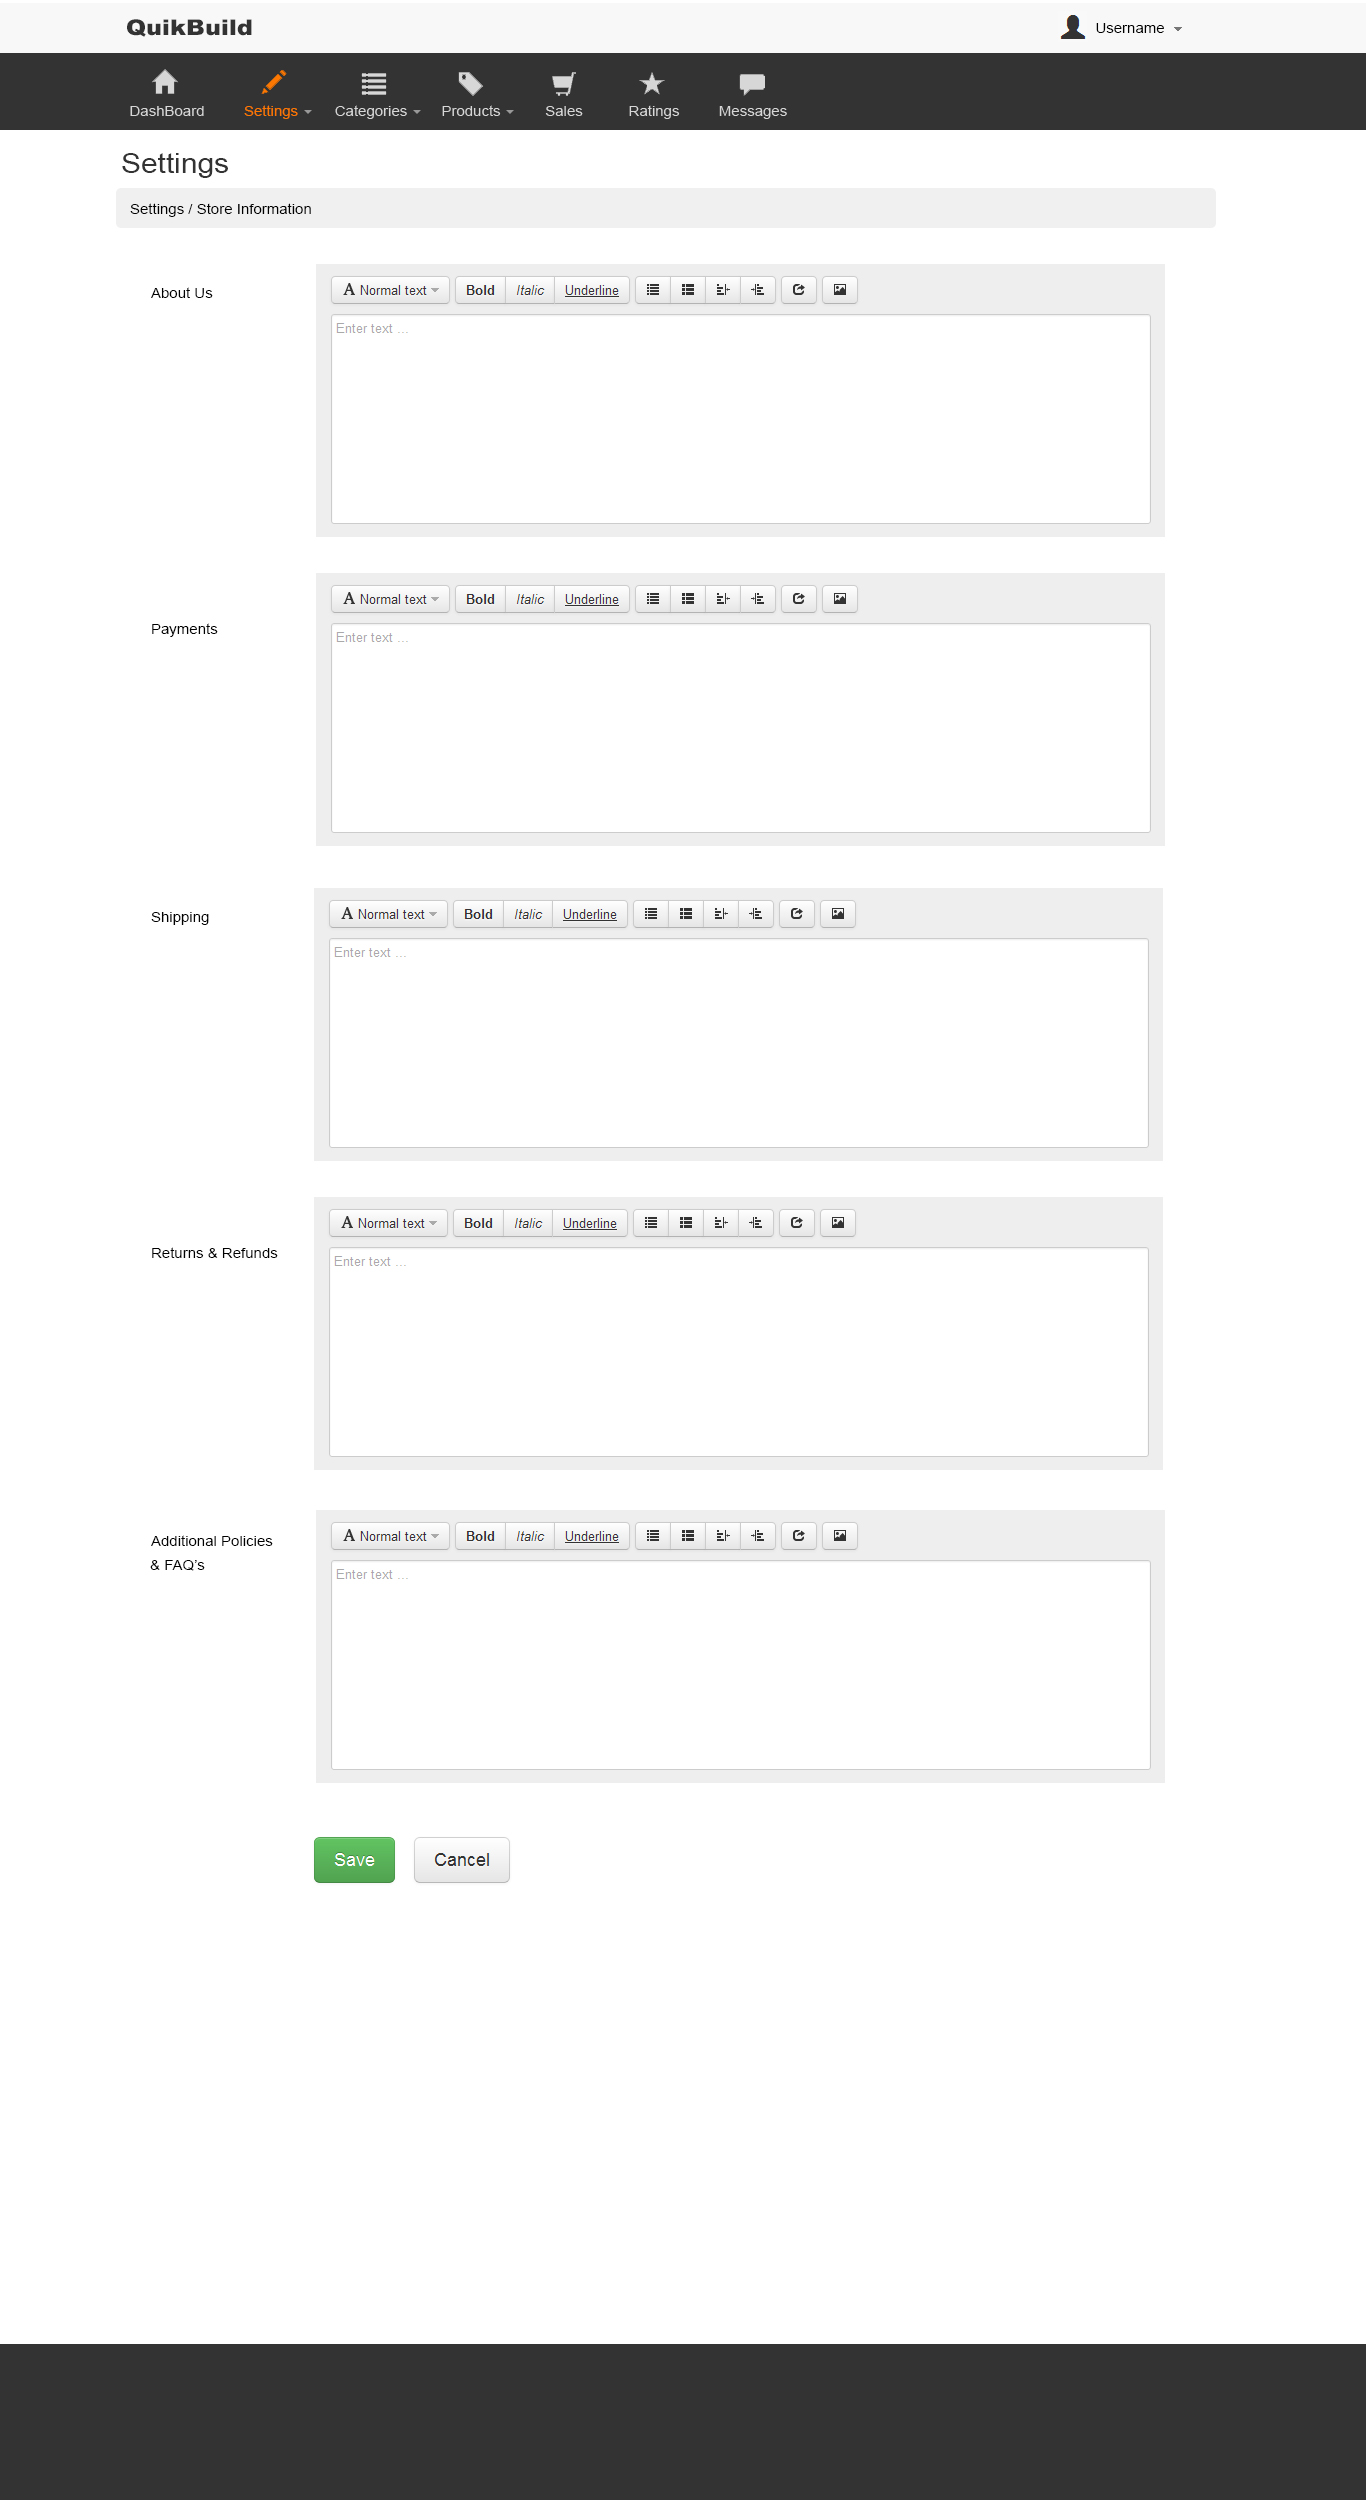 QuikBuild
Username
DashBoard Settings Categories Products Sales Ratings Messages
Settings
Settings / Store Information
About Us
A Normal text Bold Italic Underline
Enter text ...
Payments
A Normal text Bold Italic Underline
Enter text ...
Shipping
A Normal text Bold Italic Underline
Enter text ...
Returns & Refunds
A Normal text Bold Italic Underline
Enter text ...
Additional Policies
& FAQ's
A Normal text Bold Italic Underline
Enter text ...
Save Cancel